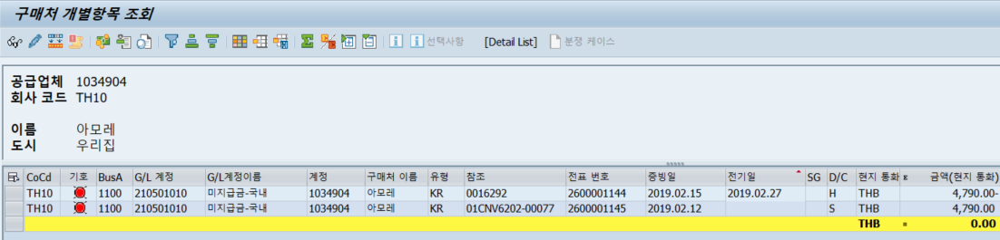 구매처 개별항목 조회
선택사항 [Detail List] 분쟁 케이스
공급업체 1034904
회사 코드 TH10
이름 아모레
도시 우리집
CoCd 기호 BusA G/L 계정 G/L계정이름 계정 구매처 이름 유형 참조 전표 번호 증빙일 전기일 SG D/C 현지 통화 Σ 금액(현지 통화)
TH10 1100 210501010 미지급금-국내 1034904 아모레 KR 0016292 2600001144 2019.02.15 2019.02.27 H THB 4,790.00-
TH10 1100 210501010 미지급금-국내 1034904 아모레 KR 01CNV6202-00077 2600001145 2019.02.12 S THB 4,790.00
THB 0.00